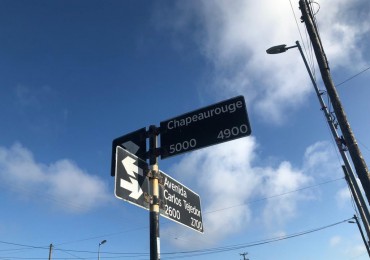 Chapeaurouge
5000 4900
Avenida
Carlos Tejedor
2600 2700